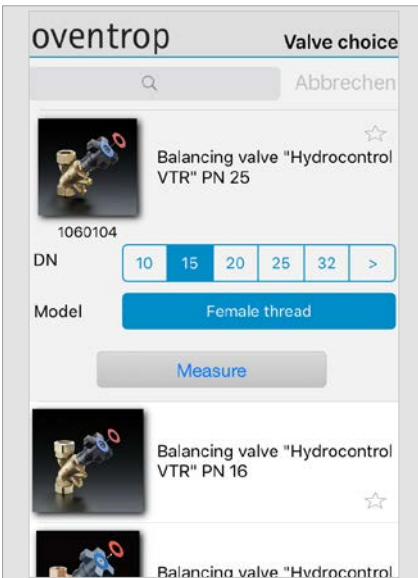 oventrop
Valve choice
Abbrechen
Balancing valve "Hydrocontrol
VTR" PN 25
1060104
DN
10 15 20 25 32 >
Model
Female thread
Measure
Balancing valve "Hydrocontrol
VTR" PN 16
Balancing valve "Hydrocontrol